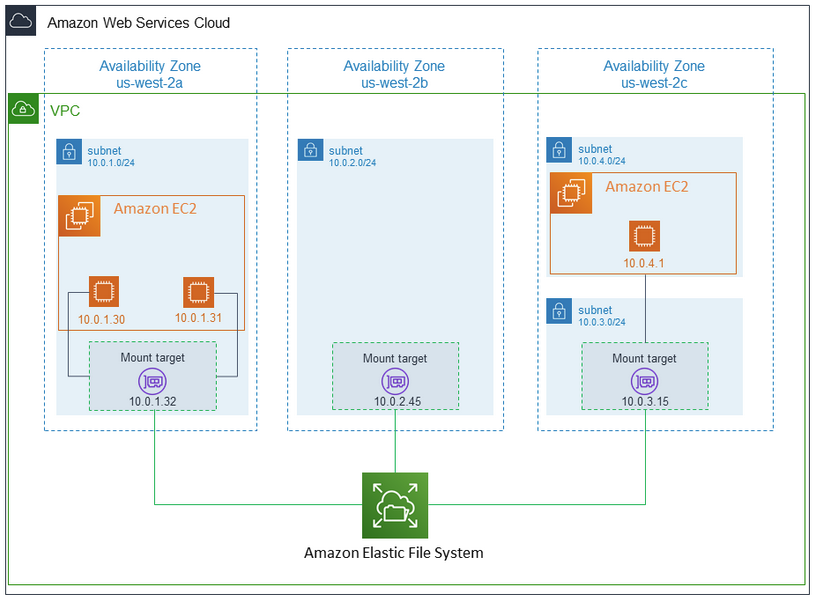 Amazon Web Services Cloud
Availability Zone
us-west-2a
Availability Zone
us-west-2b
Availability Zone
us-west-2c
VPC
subnet
10.0.1.0/24
subnet
10.0.2.0/24
subnet
10.0.4.0/24
Amazon EC2
Amazon EC2
10.0.4.1
10.0.1.30
10.0.1.31
subnet
10.0.3.0/24
Mount target
10.0.1.32
Mount target
10.0.2.45
Mount target
10.0.3.15
Amazon Elastic File System